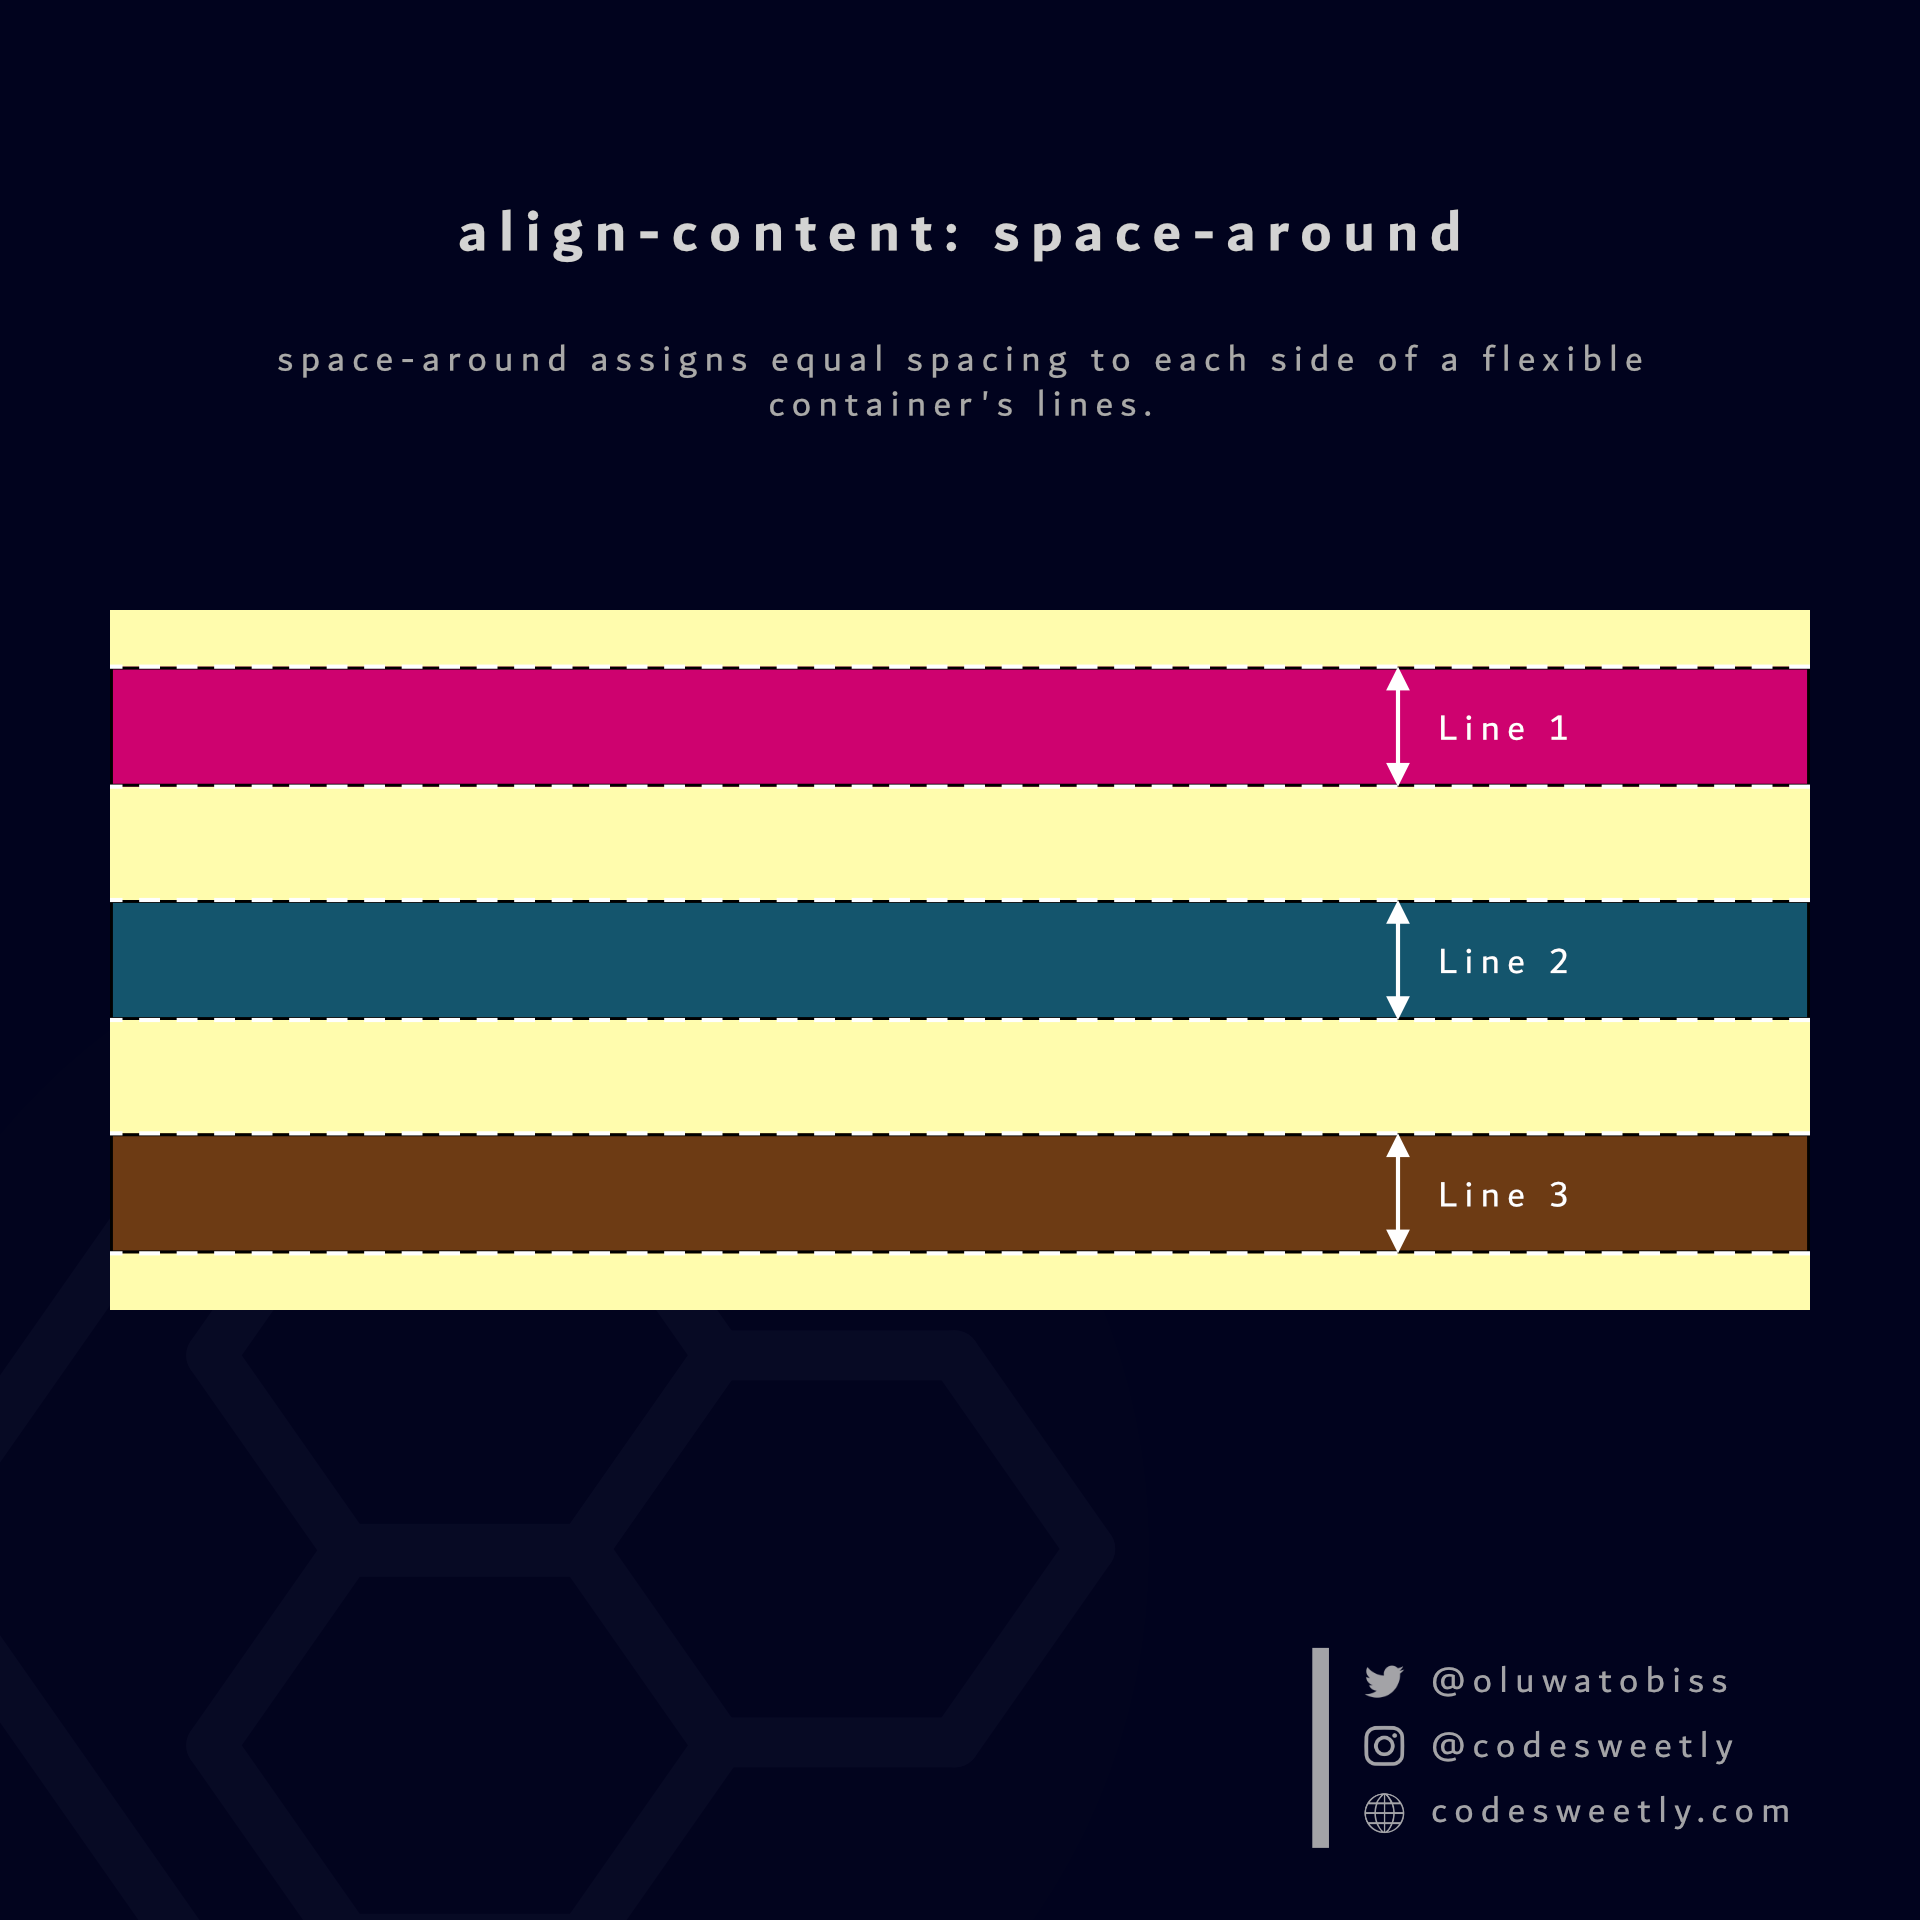 align-content: space-around
space-around assigns equal spacing to each side of a flexible
container's lines.
Line 1
Line 2
Line 3
@oluwatobiss
@codesweetly
codesweetly.com